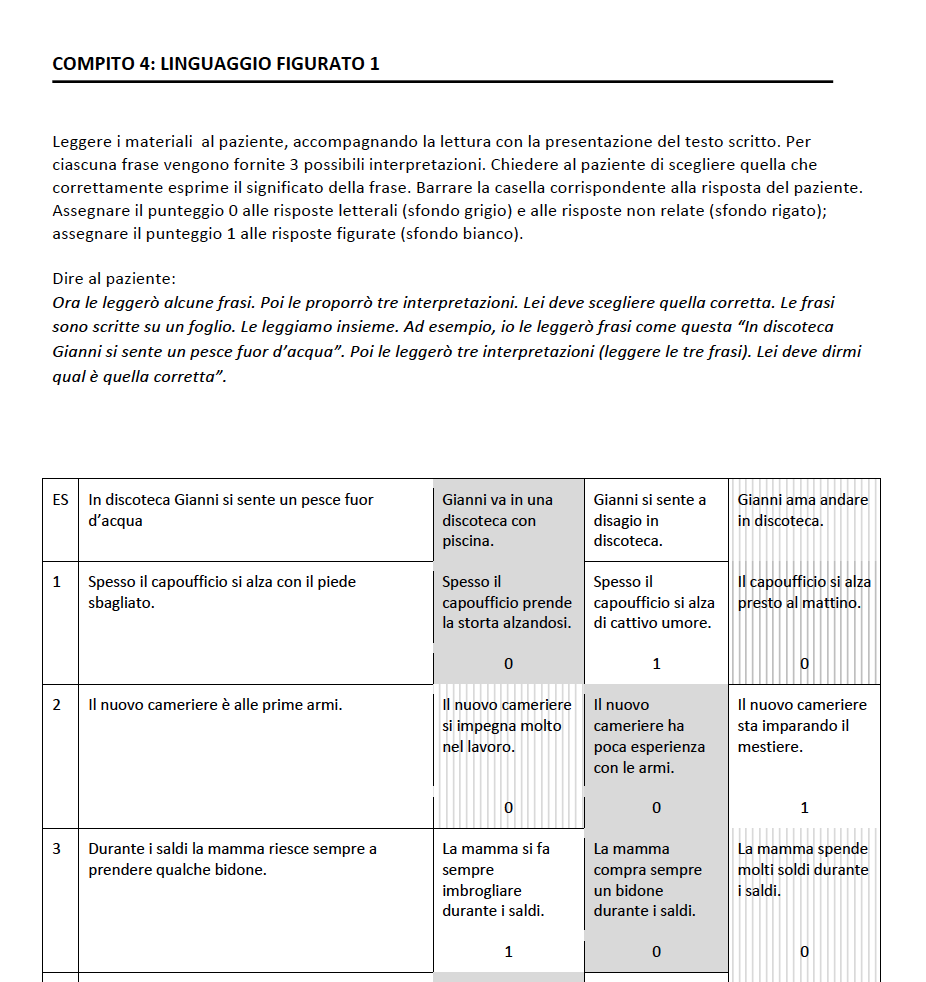 COMPITO 4: LINGUAGGIO FIGURATO 1
Leggere i materiali al paziente, accompagnando la lettura con la presentazione del testo scritto. Per
ciascuna frase vengono fornite 3 possibili interpretazioni. Chiedere al paziente di scegliere quella che
correttamente esprime il significato della frase. Barrare la casella corrispondente alla risposta del paziente.
Assegnare il punteggio 0 alle risposte letterali (sfondo grigio) e alle risposte non relate (sfondo rigato);
assegnare il punteggio 1 alle risposte figurate (sfondo bianco).
Dire al paziente:
Ora le leggerò alcune frasi. Poi le proporrò tre interpretazioni. Lei deve scegliere quella corretta. Le frasi
sono scritte su un foglio. Le leggiamo insieme. Ad esempio, io le leggerò frasi come questa “In discoteca
Gianni si sente un pesce fuor d’acqua”. Poi le leggerò tre interpretazioni (leggere le tre frasi). Lei deve dirmi
qual è quella corretta”.
ES
In discoteca Gianni si sente un pesce fuor
d’acqua
Gianni va in una
discoteca con
piscina.
Gianni si sente a
disagio in
discoteca.
Gianni ama andare
in discoteca.
1
Spesso il capoufficio si alza con il piede
sbagliato.
Spesso il
capoufficio prende
la storta alzandosi.
0
Spesso il
capoufficio si alza
di cattivo umore.
1
Il capoufficio si alza
presto al mattino.
0
2
Il nuovo cameriere è alle prime armi.
Il nuovo cameriere
si impegna molto
nel lavoro.
0
Il nuovo
cameriere ha
poca esperienza
con le armi.
0
Il nuovo cameriere
sta imparando il
mestiere.
1
3
Durante i saldi la mamma riesce sempre a
prendere qualche bidone.
La mamma si fa
sempre
imbrogliare
durante i saldi.
1
La mamma
compra sempre
un bidone
durante i saldi.
0
La mamma spende
molti soldi durante
i saldi.
0